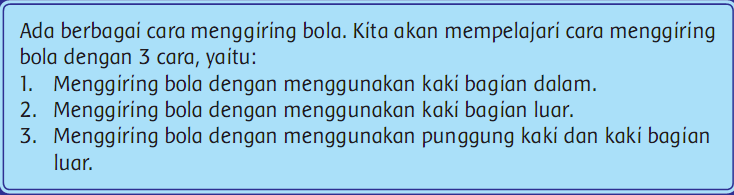 Ada berbagai cara menggiring bola. Kita akan mempelajari cara menggiring
bola dengan 3 cara, yaitu:
1. Menggiring bola dengan menggunakan kaki bagian dalam.
2. Menggiring bola dengan menggunakan kaki bagian luar.
3. Menggiring bola dengan menggunakan punggung kaki dan kaki bagian
luar.